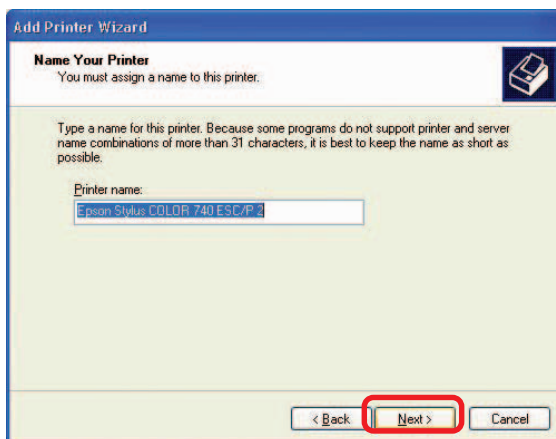 Add Printer Wizard
Name Your Printer
You must assign a name to this printer.
Type a name for this printer. Because some programs do not support printer and server
name combinations of more than 31 characters, it is best to keep the name as short as
possible.
Printer name:
Epson Stylus COLOR 740 ESC/P 2
< Back
Next >
Cancel